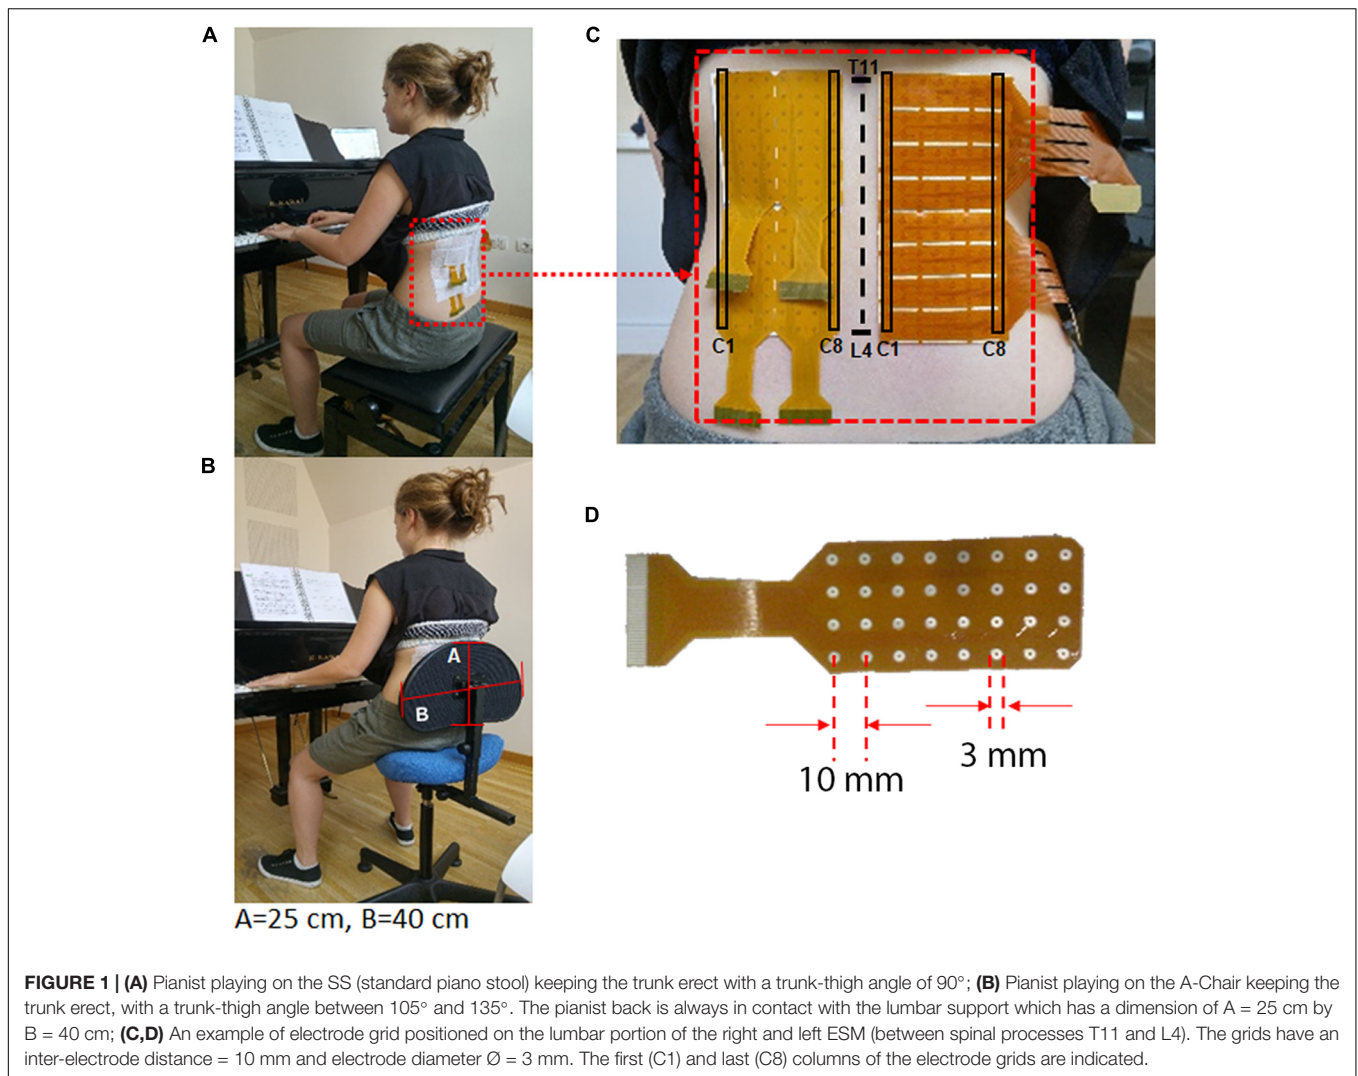 A
C
T11
C1
C8
L4
C1
C8
B
A
B
A=25 cm, B=40 cm
D
10 mm
3 mm
FIGURE 1 | (A) Pianist playing on the SS (standard piano stool) keeping the trunk erect with a trunk-thigh angle of 90°; (B) Pianist playing on the A-Chair keeping the
trunk erect, with a trunk-thigh angle between 105° and 135°. The pianist back is always in contact with the lumbar support which has a dimension of A = 25 cm by
B = 40 cm; (C,D) An example of electrode grid positioned on the lumbar portion of the right and left ESM (between spinal processes T11 and L4). The grids have an
inter-electrode distance = 10 mm and electrode diameter Ø = 3 mm. The first (C1) and last (C8) columns of the electrode grids are indicated.